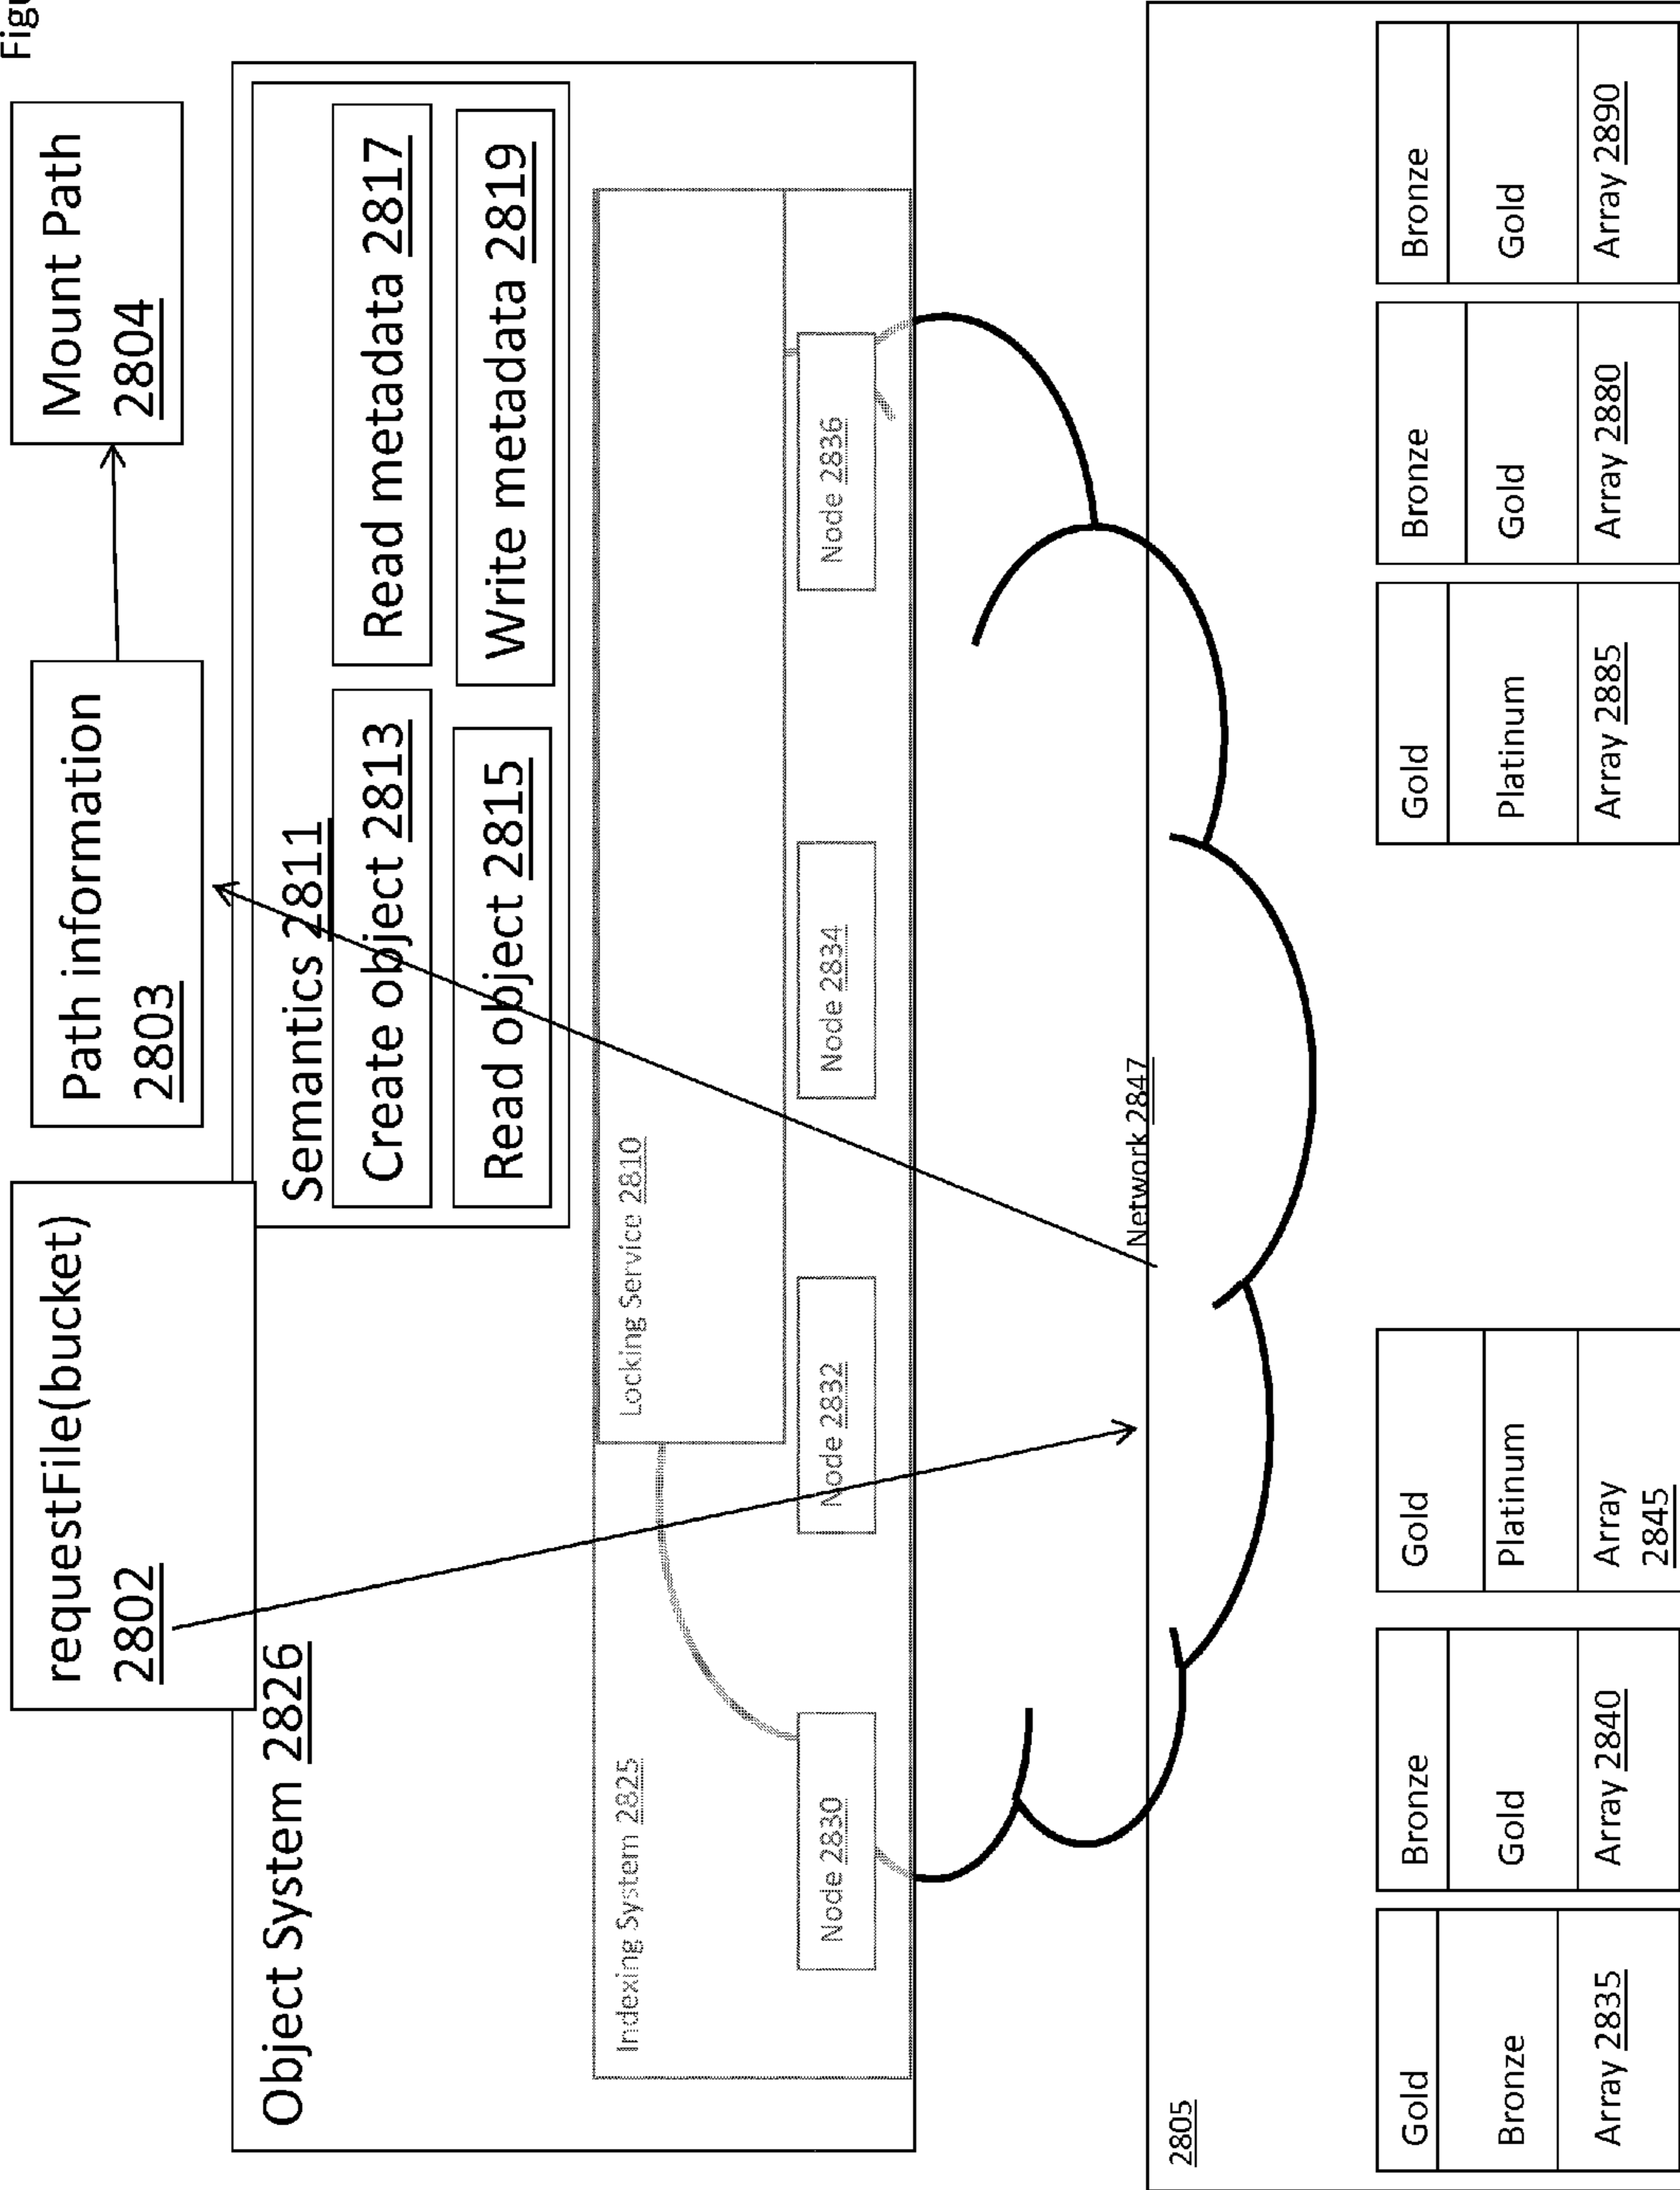 Figu
requestFile(bucket)
2802
Path information
2803
Mount Path
2804
Object System 2826
Semantics 2811
Create object 2813
Read metadata 2817
Read object 2815
Write metadata 2819
Indexing System 2825
Locking Service 2810
Node 2830
Node 2832
Node 2834
Node 2836
Network 2847
2805
Gold
Bronze
Array 2835
Bronze
Gold
Array 2840
Gold
Platinum
Array
2845
Gold
Platinum
Array 2885
Bronze
Gold
Array 2880
Bronze
Gold
Array 2890